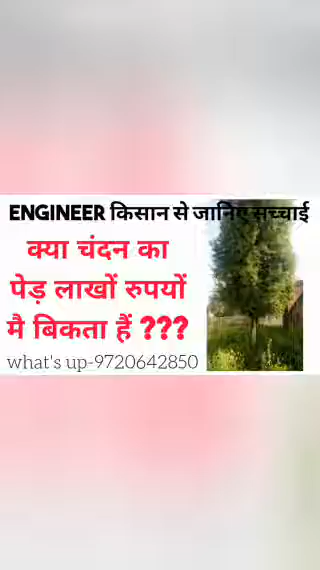 ENGINEER किसान से जानिए सच्चाई
क्या चंदन का
पेड़ लाखों रुपयों
मै बिकता हैं ???
what's up-9720642850